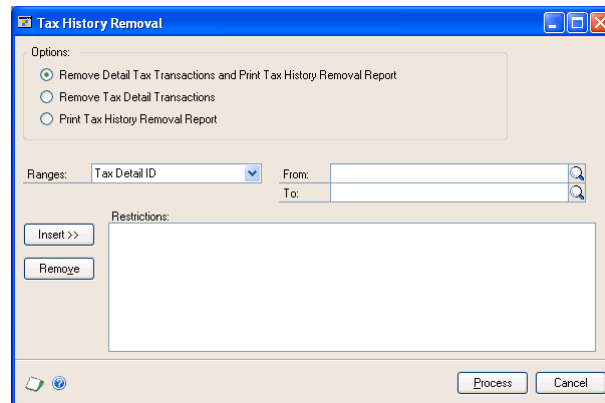 Tax History Removal
Options:
Remove Detail Tax Transactions and Print Tax History Removal Report
Remove Tax Detail Transactions
Print Tax History Removal Report
Ranges: Tax Detail ID From:
To:
Restrictions:
Insert >>
Remove
Process Cancel